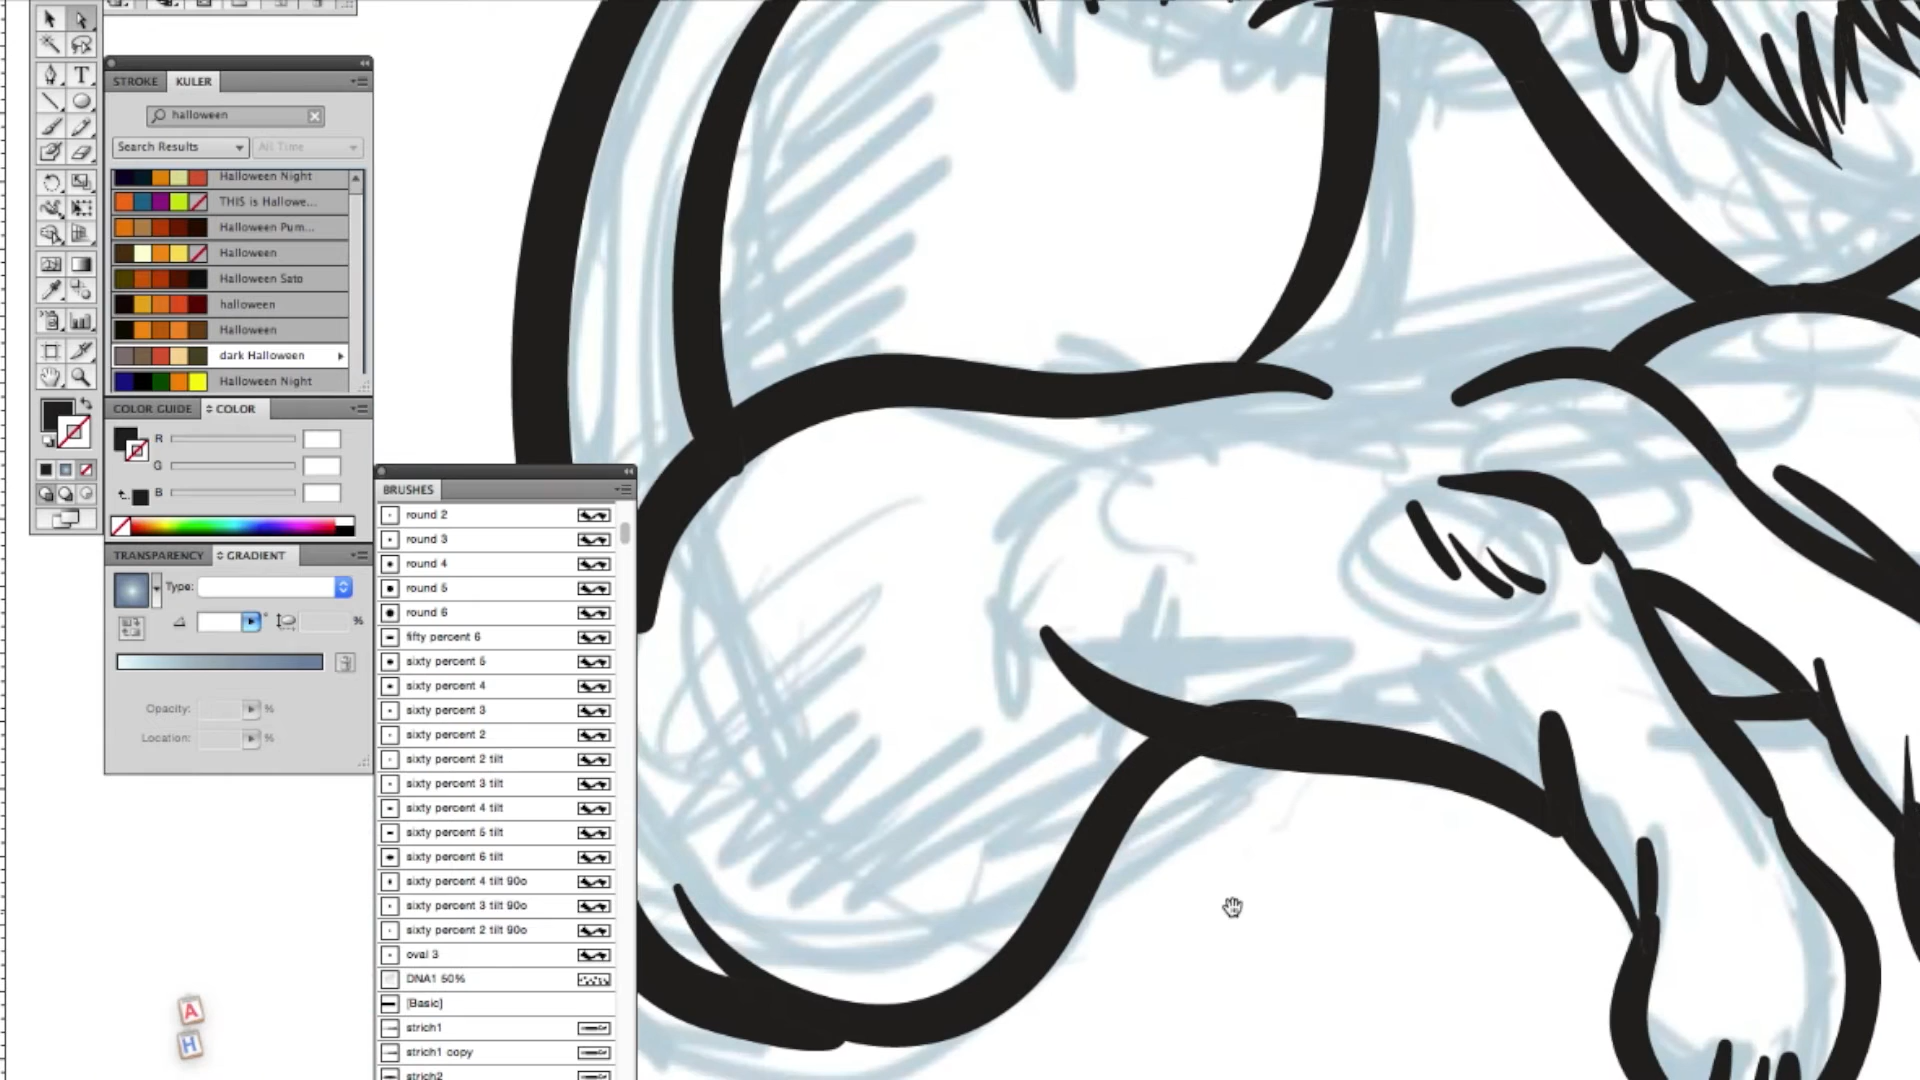 T
STROKE KULER
halloween
Search Results All Time
Halloween Night
THIS is Hallowe...
Halloween Pum...
Halloween
Halloween Sato
halloween
Halloween
dark Halloween
Halloween Night
COLOR GUIDE COLOR
R
G
B
TRANSPARENCY GRADIENT
Type:
° %
Opacity: %
Location: %
BRUSHES
round 2
round 3
round 4
round 5
round 6
fifty percent 6
sixty percent 5
sixty percent 4
sixty percent 3
sixty percent 2
sixty percent 2 tilt
sixty percent 3 tilt
sixty percent 4 tilt
sixty percent 5 tilt
sixty percent 6 tilt
sixty percent 4 tilt 90o
sixty percent 3 tilt 90o
sixty percent 2 tilt 90o
oval 3
DNA1 50%
[Basic]
strich1
strich1 copy
strich2
A
H